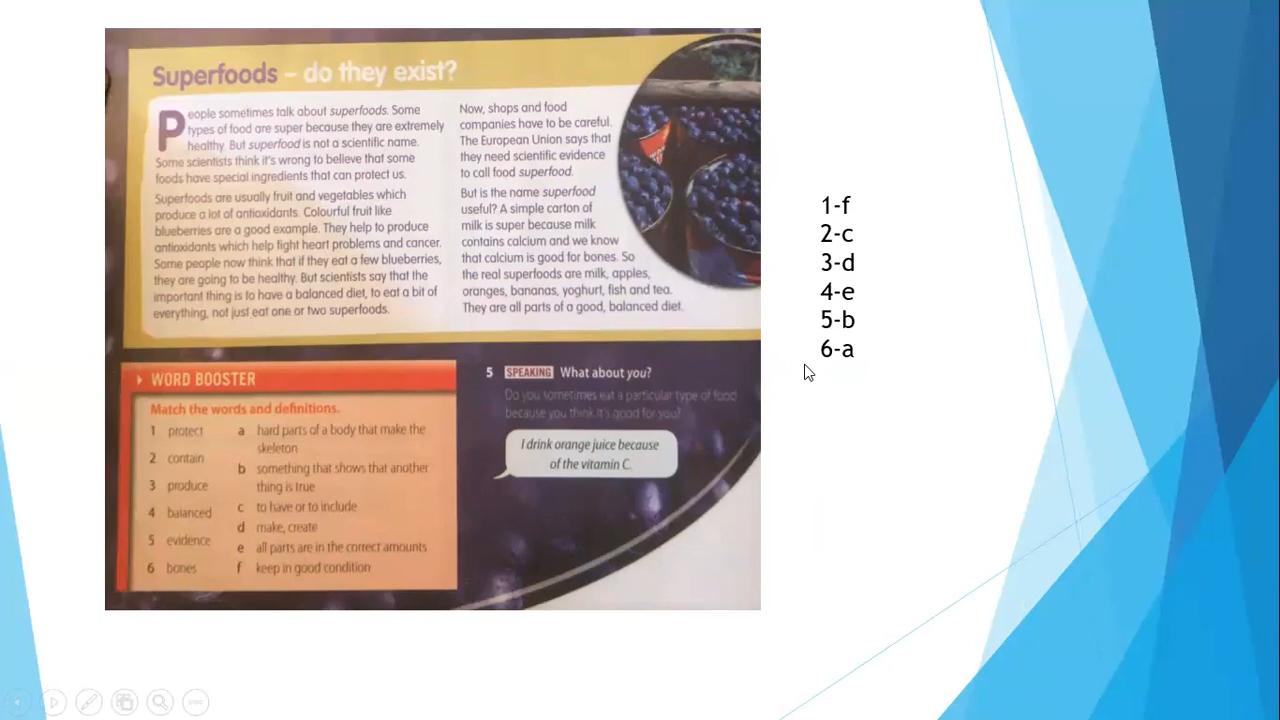 Superfoods – do they exist?
People sometimes talk about superfoods. Some
types of food are super because they are extremely
healthy. But superfood is not a scientific name.
Some scientists think it's wrong to believe that some
foods have special ingredients that can protect us.
Superfoods are usually fruit and vegetables which
produce a lot of antioxidants. Colourful fruit like
blueberries are a good example. They help to produce
antioxidants which help fight heart problems and cancer.
Some people now think that if they eat a few blueberries,
they are going to be healthy. But scientists say that the
important thing is to have a balanced diet, to eat a bit of
everything, not just eat one or two superfoods.
Now, shops and food
companies have to be careful.
The European Union says that
they need scientific evidence
to call food superfood.
But is the name superfood
useful? A simple carton of
milk is super because milk
contains calcium and we know
that calcium is good for bones. So
the real superfoods are milk, apples,
oranges, bananas, yoghurt, fish and tea.
They are all parts of a good, balanced diet.
WORD BOOSTER
Match the words and definitions.
1 protect
2 contain
3 produce
4 balanced
5 evidence
6 bones
a hard parts of a body that make the
skeleton
b something that shows that another
thing is true
c to have or to include
d make, create
e all parts are in the correct amounts
f keep in good condition
5 SPEAKING What about you?
Do you sometimes eat a particular type of food
because you think it's good for you?
I drink orange juice because
of the vitamin C.
1-f
2-c
3-d
4-e
5-b
6-a